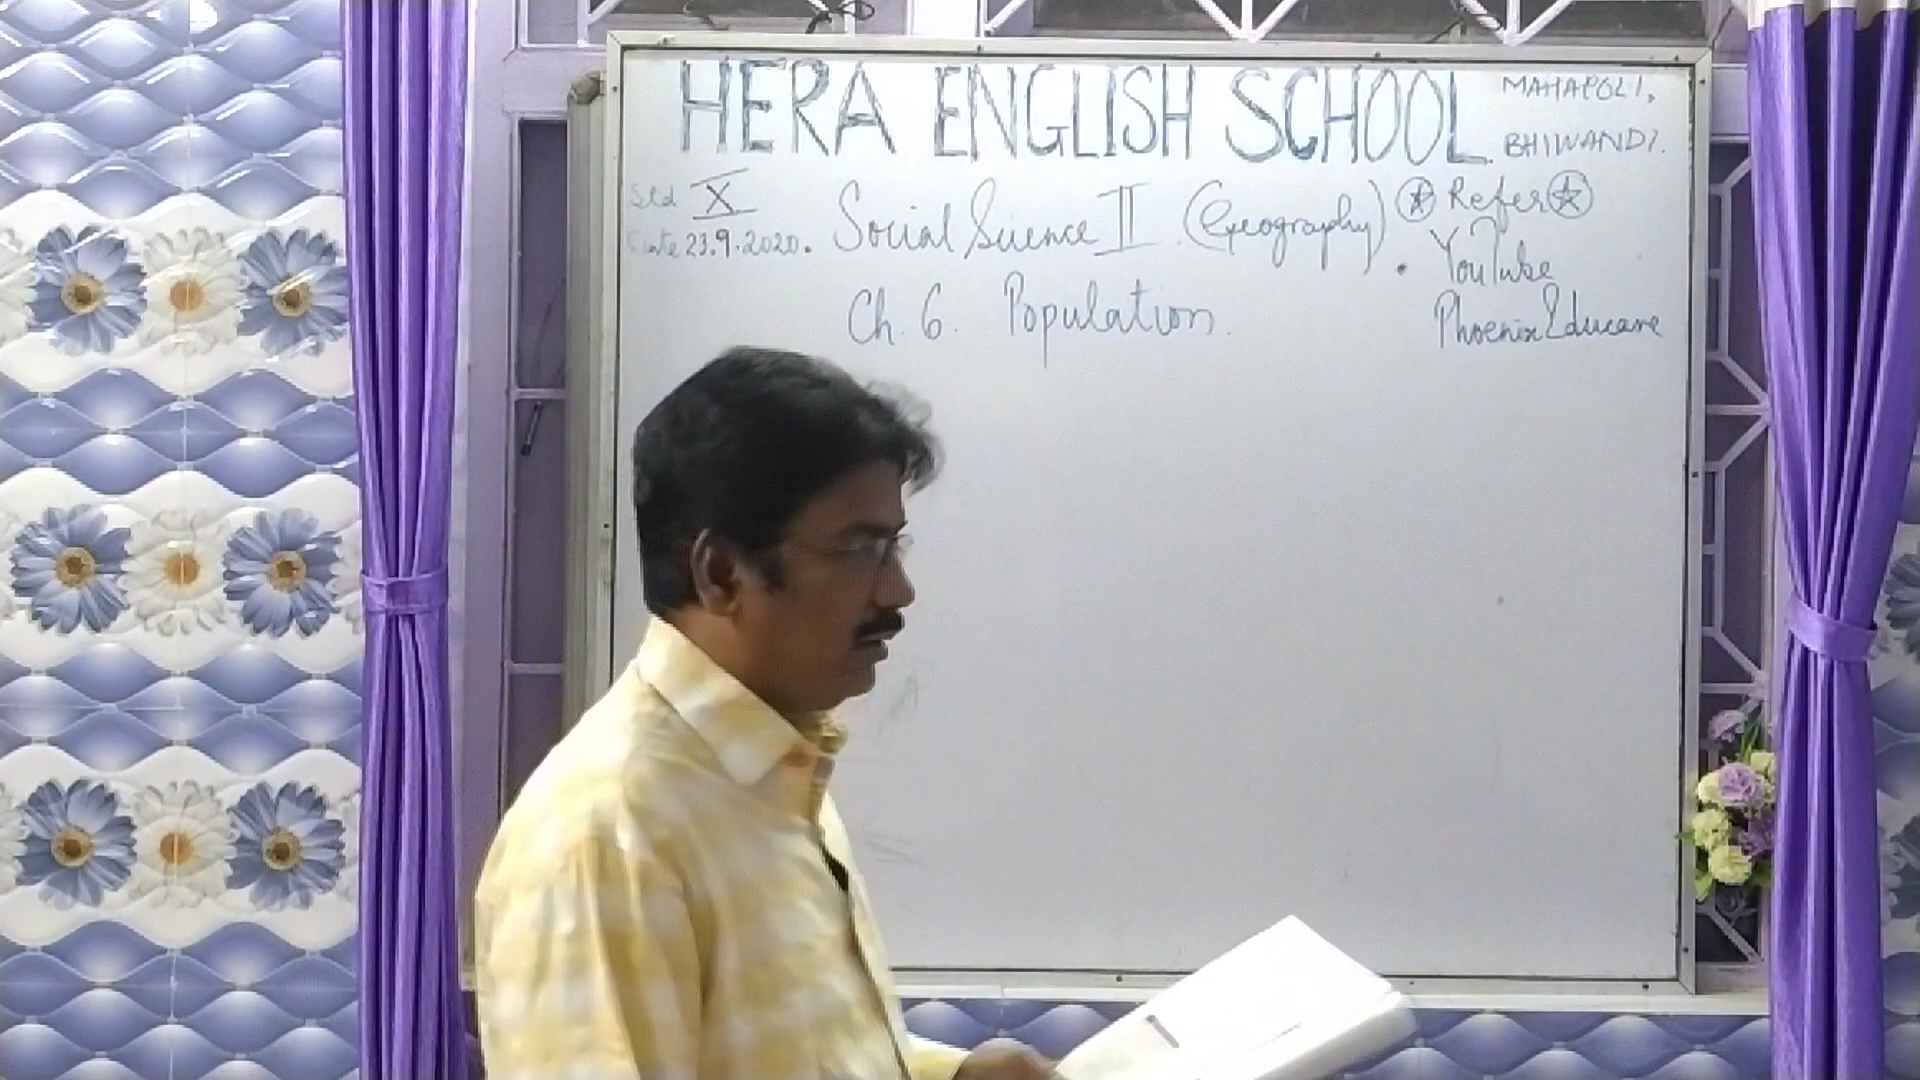 HERA ENGLISH SCHOOL
MAHAPOLI,
BHIWANDI.
Std X
Date 23.9.2020.
Social Science II (Geography)
Ch. 6. Population.
Refer
YouTube
Phoenix Educare